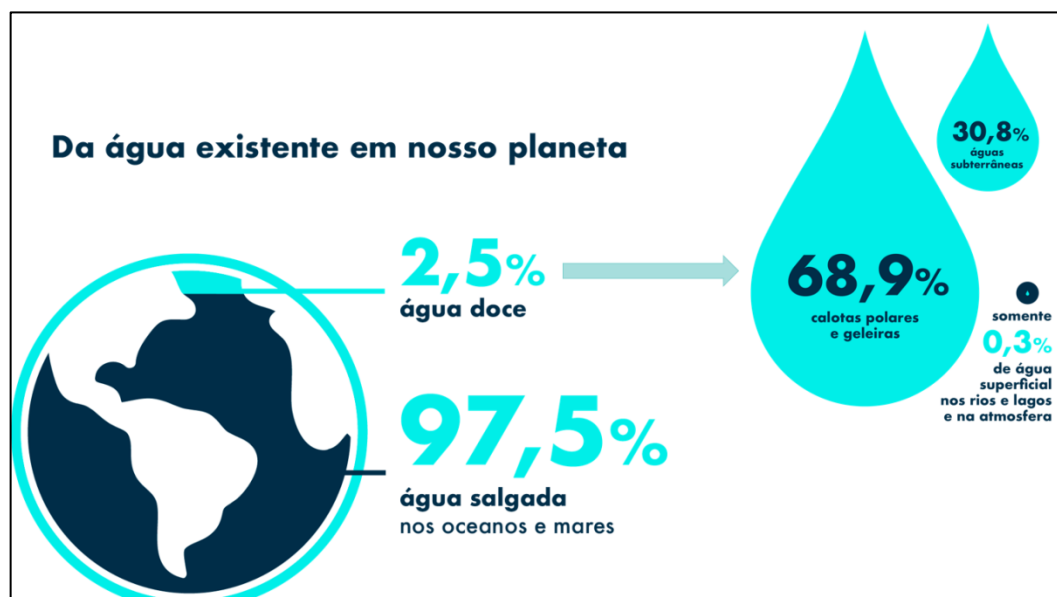 Da água existente em nosso planeta
2,5%
água doce
97,5%
água salgada
nos oceanos e mares
68,9%
calotas polares
e geleiras
30,8%
águas
subterrâneas
somente
0,3%
de água
superficial
nos rios e lagos
e na atmosfera